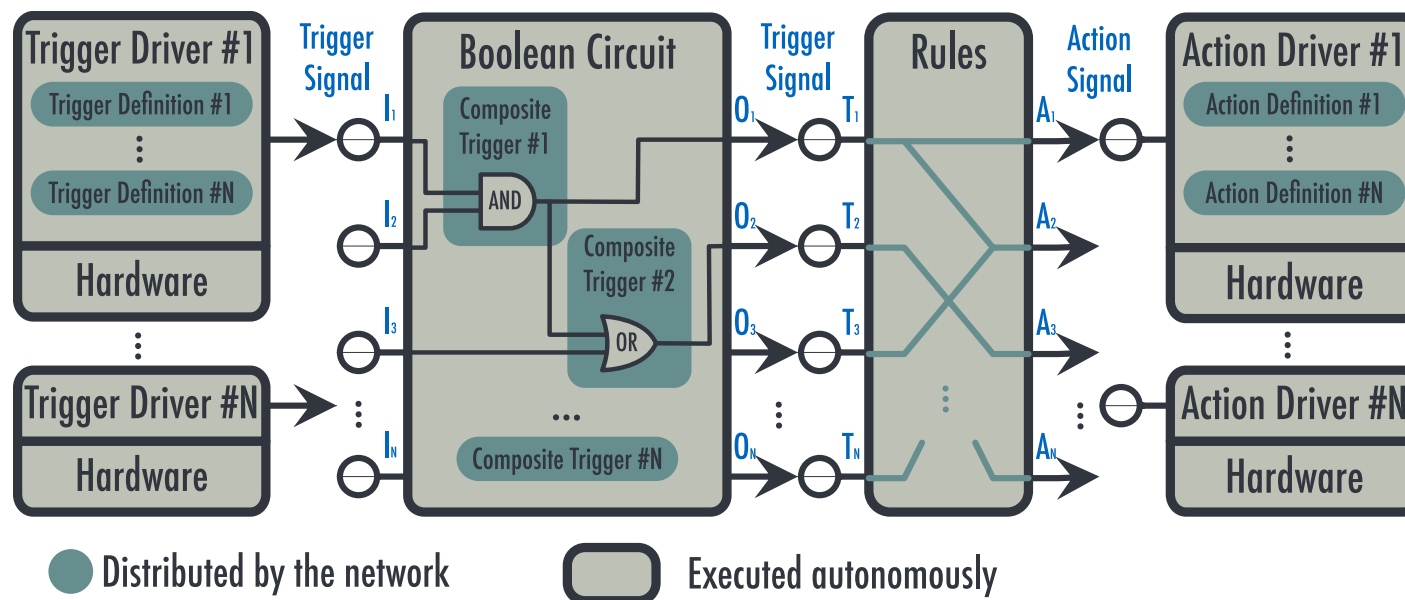 Trigger Driver #1
Trigger Definition #1
Trigger Definition #N
Hardware
Trigger Driver #N
Hardware
Trigger
Signal
I1
I2
I3
IN
Boolean Circuit
Composite
Trigger #1
AND
Composite
Trigger #2
OR
...
Composite Trigger #N
Trigger
Signal
O1
O2
O3
ON
T1
T2
T3
TN
Rules
Action
Signal
A1
A2
A3
AN
Action Driver #1
Action Definition #1
Action Definition #N
Hardware
Action Driver #N
Hardware
Distributed by the network
Executed autonomously